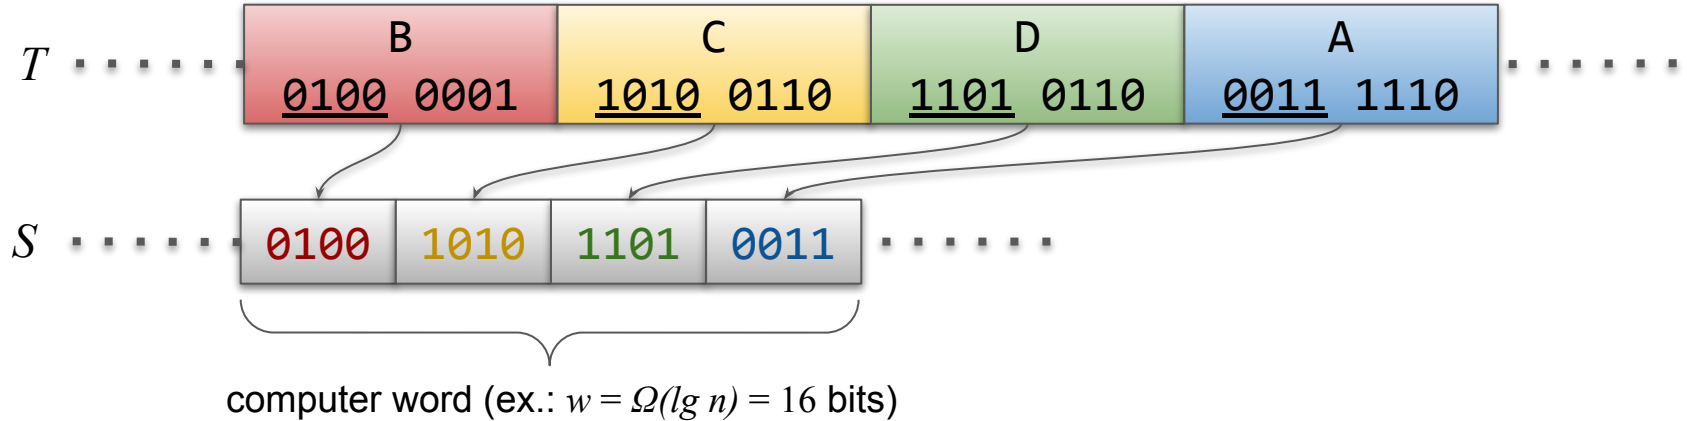 B C D A
T 0100 0001 1010 0110 1101 0110 0011 1110
S 0100 1010 1101 0011
computer word (ex.: w = Ω(lg n) = 16 bits)